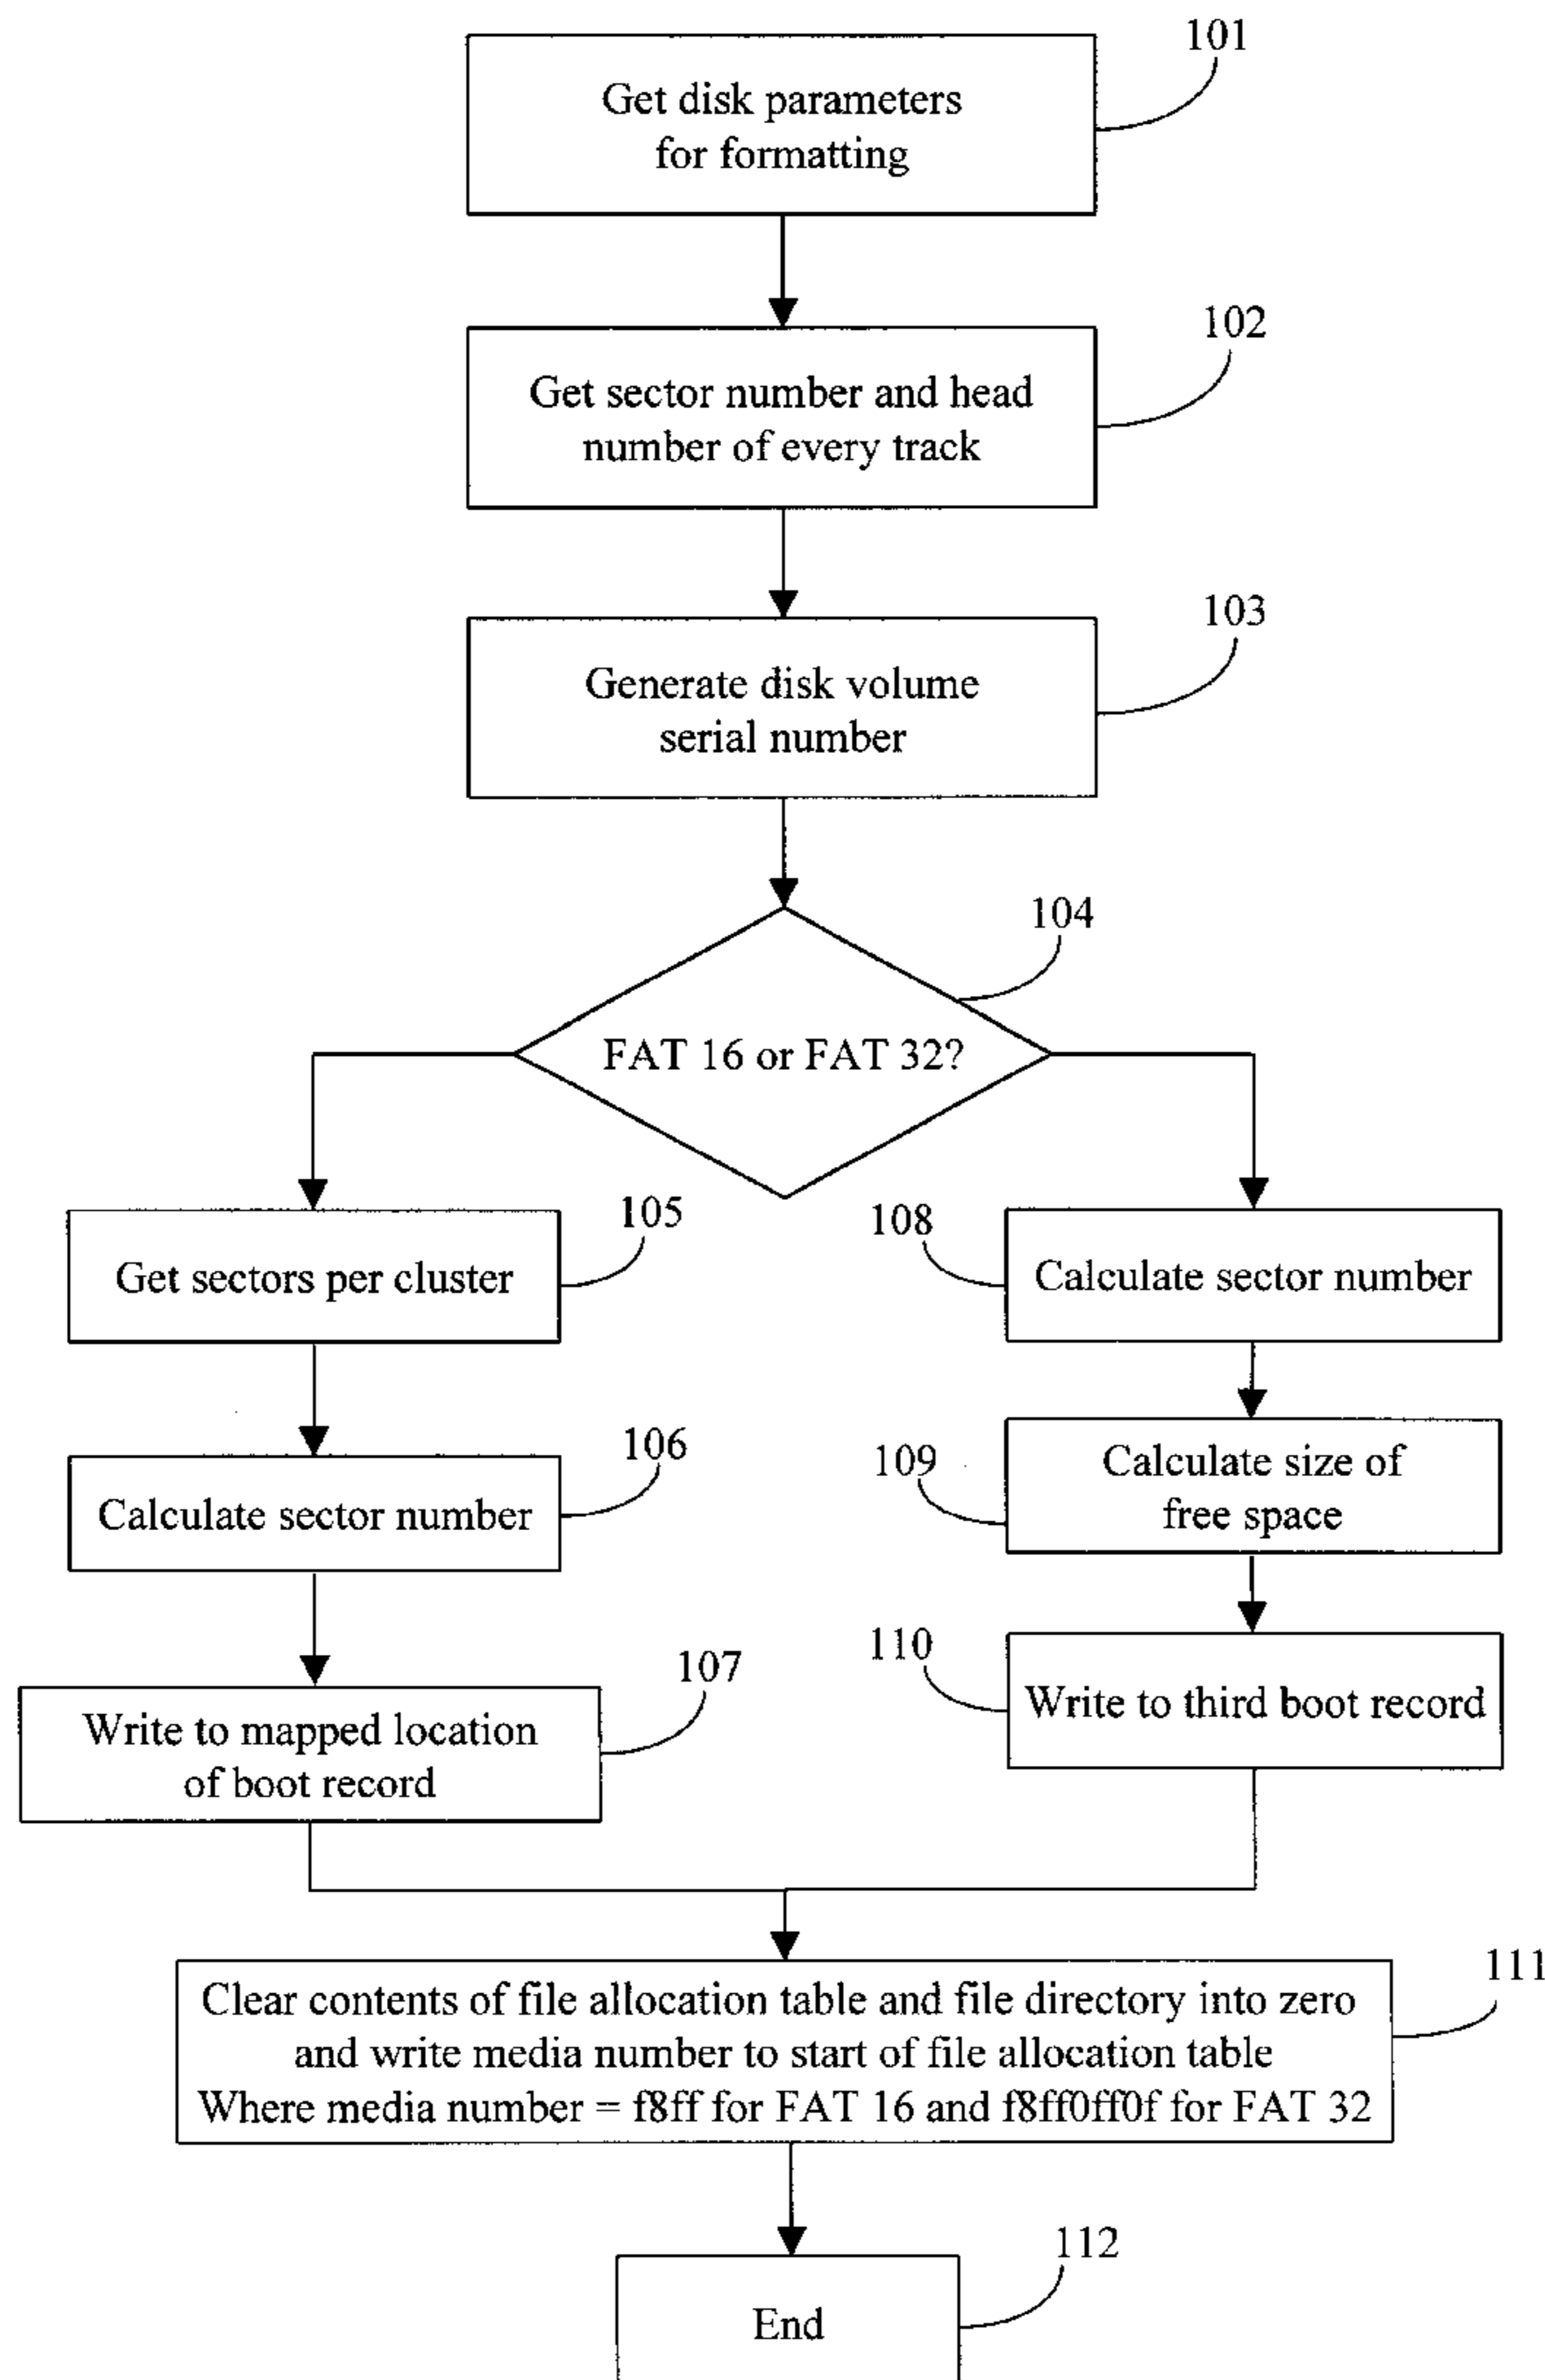 101
Get disk parameters
for formatting
102
Get sector number and head
number of every track
103
Generate disk volume
serial number
104
FAT 16 or FAT 32?
105
Get sectors per cluster
108
Calculate sector number
106
Calculate sector number
109
Calculate size of
free space
107
Write to mapped location
of boot record
110
Write to third boot record
111
Clear contents of file allocation table and file directory into zero
and write media number to start of file allocation table
Where media number = f8ff for FAT 16 and f8ff0ff0f for FAT 32
112
End